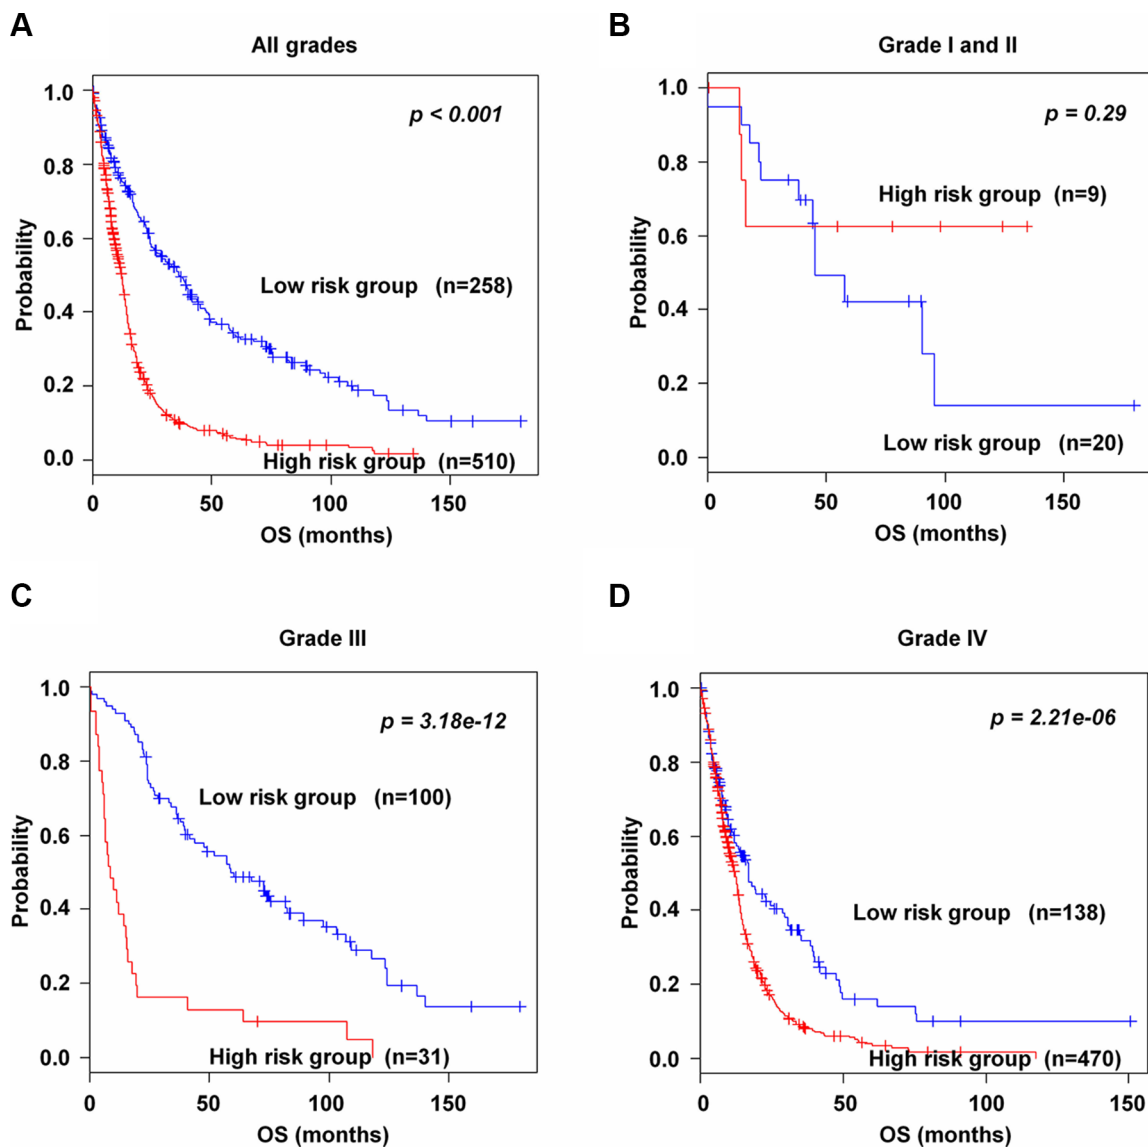 A
All grades
p < 0.001
Probability
1.0
0.8
0.6
0.4
0.2
0.0
Low risk group (n=258)
High risk group (n=510)
0 50 100 150
OS (months)
B
Grade I and II
p = 0.29
Probability
1.0
0.8
0.6
0.4
0.2
0.0
High risk group (n=9)
Low risk group (n=20)
0 50 100 150
OS (months)
C
Grade III
p = 3.18e-12
Probability
1.0
0.8
0.6
0.4
0.2
0.0
Low risk group (n=100)
High risk group (n=31)
0 50 100 150
OS (months)
D
Grade IV
p = 2.21e-06
Probability
1.0
0.8
0.6
0.4
0.2
0.0
Low risk group (n=138)
High risk group (n=470)
0 50 100 150
OS (months)